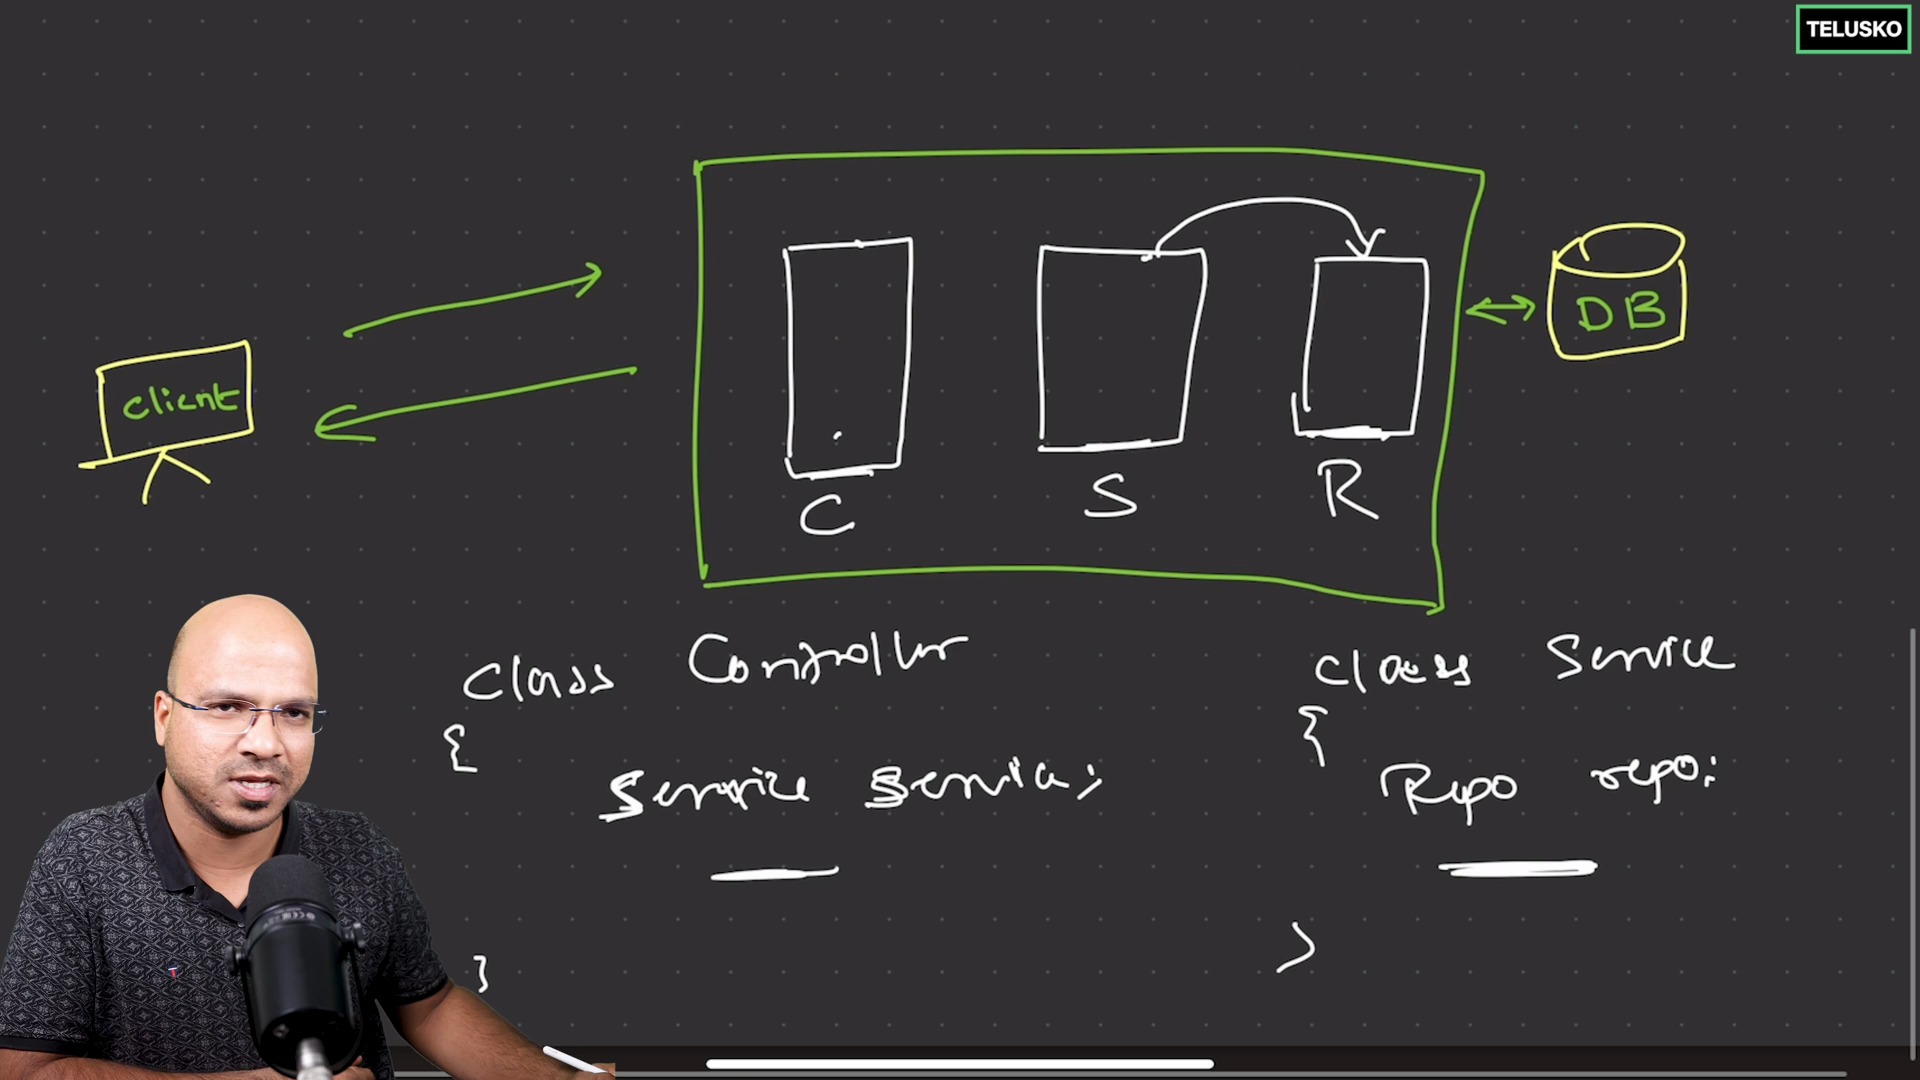 TELUSKO
client
DB
C S R
Class Controller
{
Service Service;
}
Class Service
{
Repo repo;
}